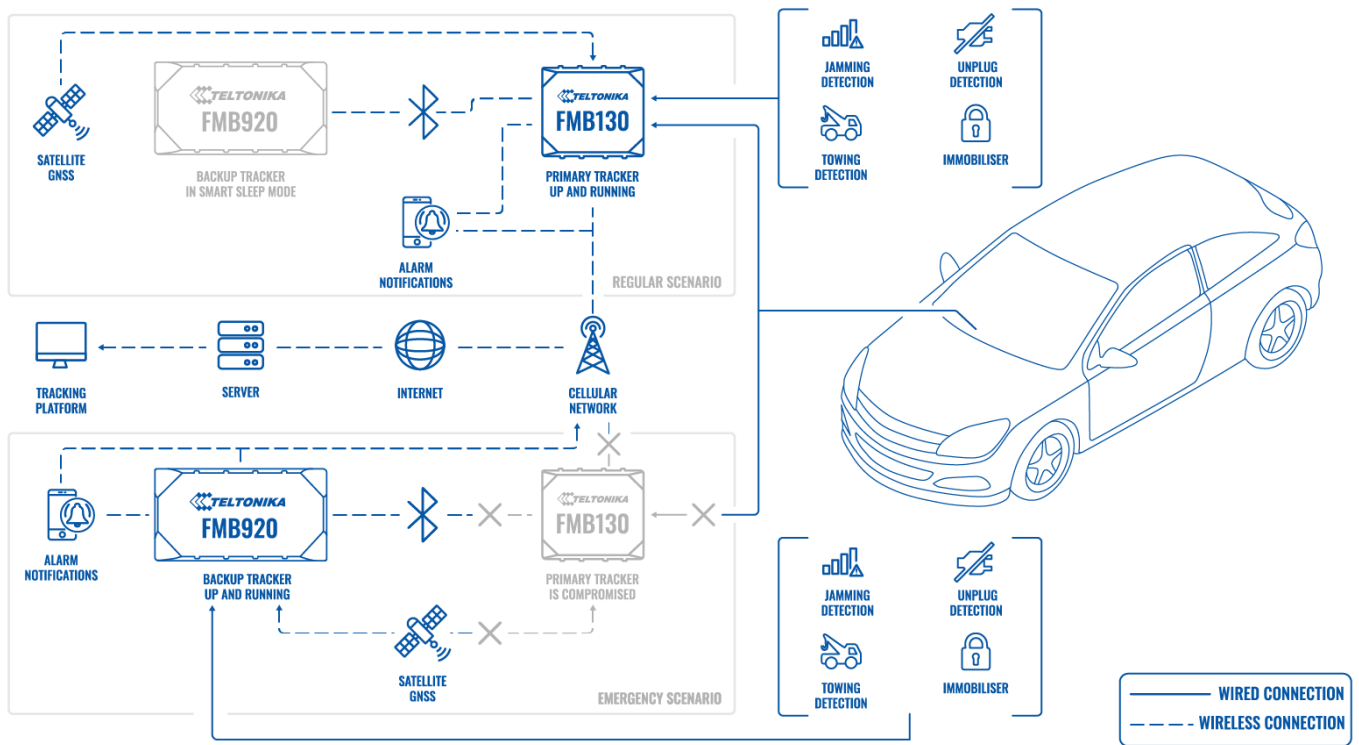 JAMMING
DETECTION
UNPLUG
DETECTION
TELTONIKA
FMB920
TELTONIKA
FMB130
SATELLITE
GNSS
BACKUP TRACKER
IN SMART SLEEP MODE
PRIMARY TRACKER
UP AND RUNNING
TOWING
DETECTION
IMMOBILISER
ALARM
NOTIFICATIONS
REGULAR SCENARIO
TRACKING
PLATFORM
SERVER
INTERNET
CELLULAR
NETWORK
TELTONIKA
FMB920
TELTONIKA
FMB130
ALARM
NOTIFICATIONS
BACKUP TRACKER
UP AND RUNNING
PRIMARY TRACKER
IS COMPROMISED
JAMMING
DETECTION
UNPLUG
DETECTION
SATELLITE
GNSS
TOWING
DETECTION
IMMOBILISER
EMERGENCY SCENARIO
WIRED CONNECTION
WIRELESS CONNECTION